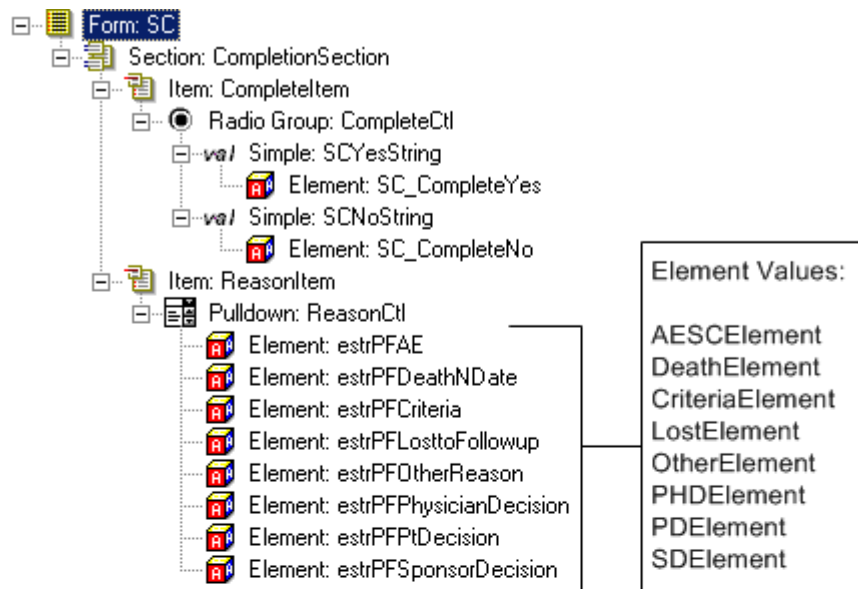 Form: SC
Section: CompletionSection
Item: CompleteItem
Radio Group: CompleteCtl
val Simple: SCYesString
Element: SC_CompleteYes
val Simple: SCNoString
Element: SC_CompleteNo
Item: ReasonItem
Pulldown: ReasonCtl
Element: estrPFAE
Element: estrPFDeathNDate
Element: estrPFCriteria
Element: estrPFLosttoFollowup
Element: estrPFOtherReason
Element: estrPFPhysicianDecision
Element: estrPFPtDecision
Element: estrPFSponsorDecision
Element Values:
AESCElement
DeathElement
CriteriaElement
LostElement
OtherElement
PHDElement
PDElement
SDElement